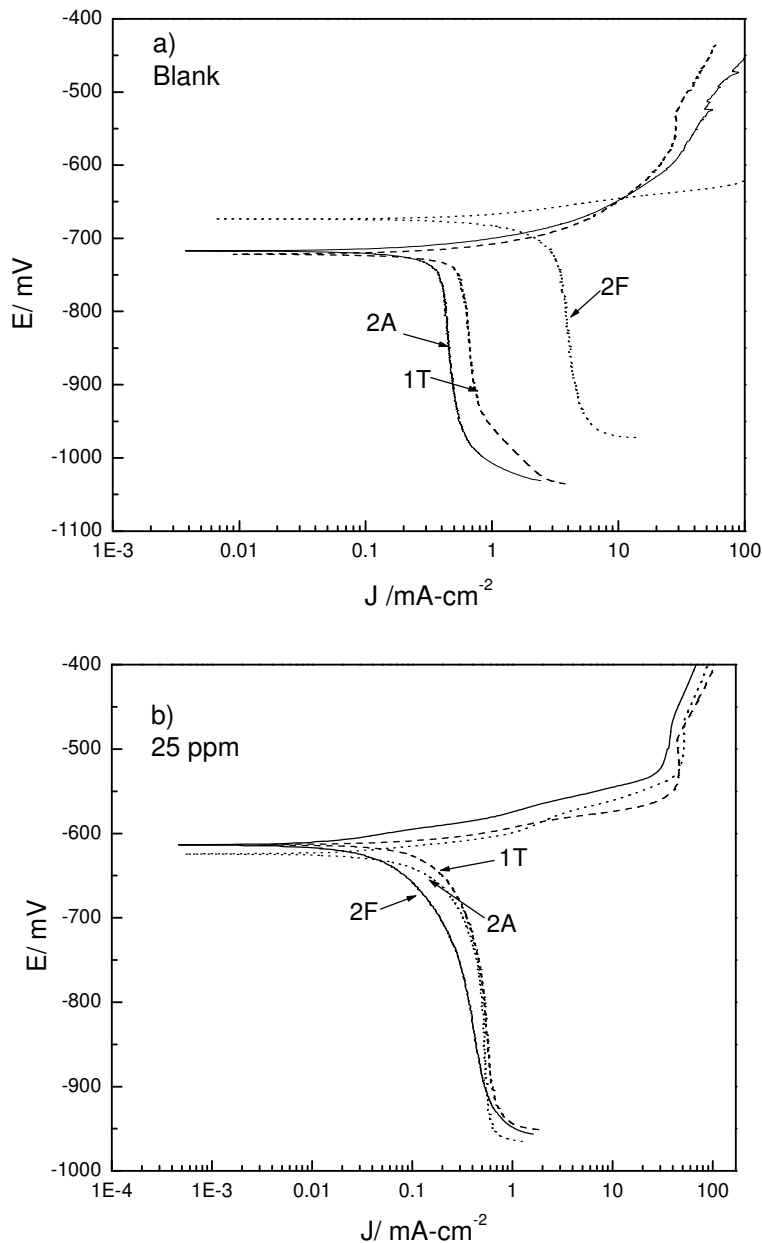 a)
Blank
-400
-500
-600
-700
-800
-900
-1000
-1100
E/ mV
2F
2A
1T
1E-3 0.01 0.1 1 10 100
J /mA-cm-2
b)
25 ppm
-400
-500
-600
-700
-800
-900
-1000
E/ mV
1T
2F 2A
1E-4 1E-3 0.01 0.1 1 10 100
J/ mA-cm-2